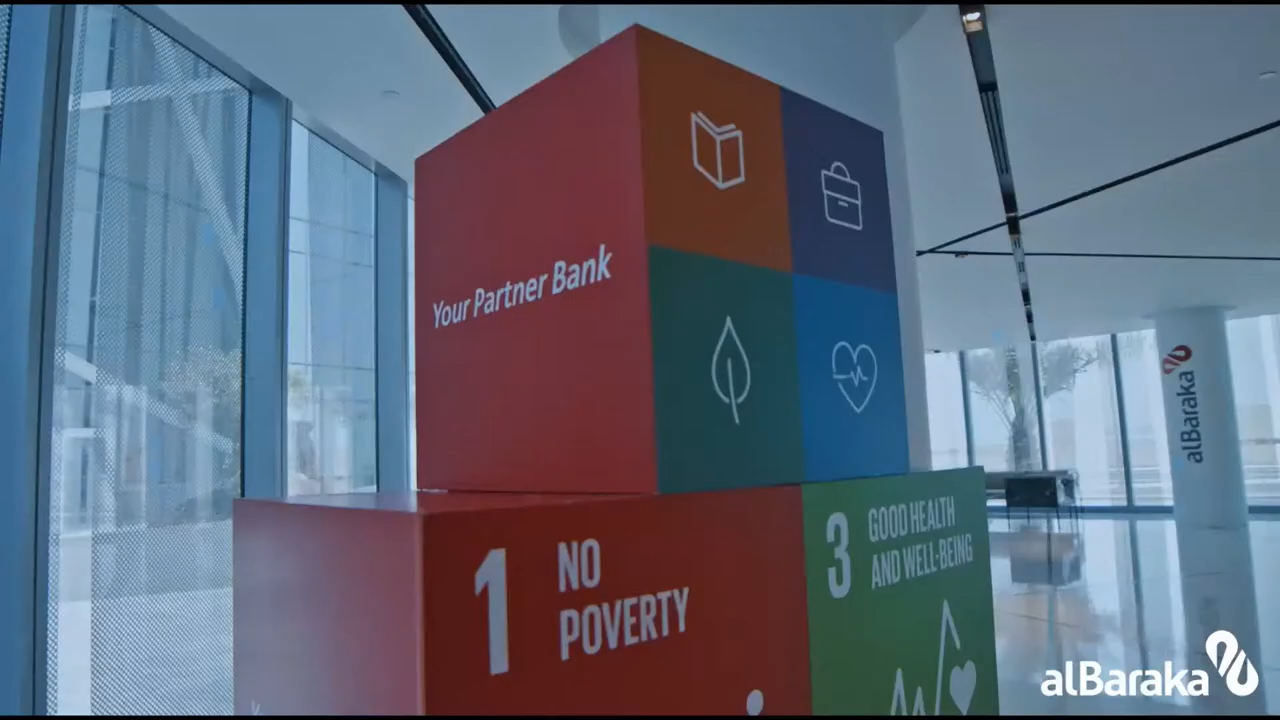 Your Partner Bank
1
NO
POVERTY
3
GOOD HEALTH
AND WELL-BEING
alBaraka
alBaraka